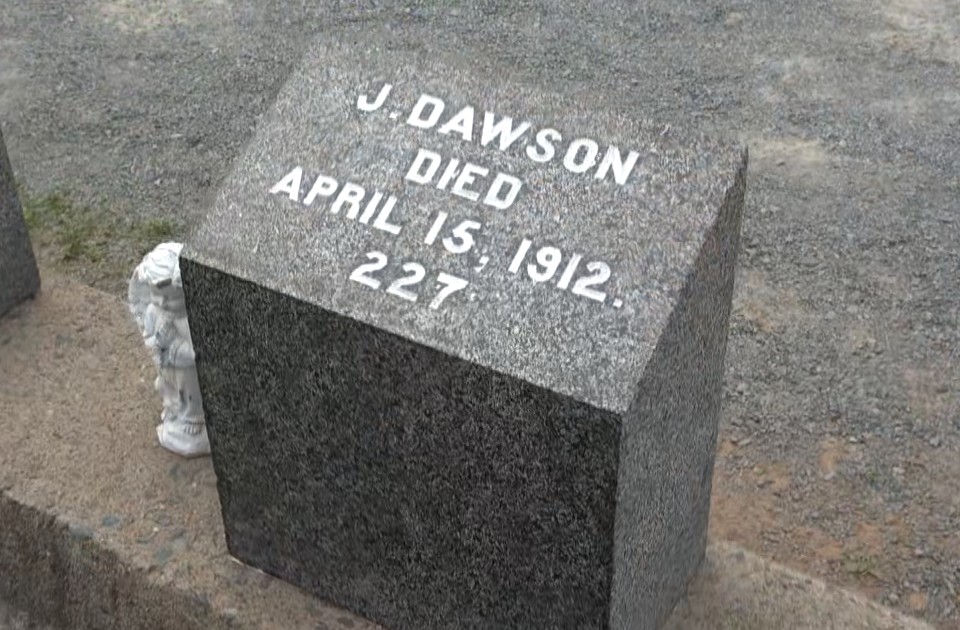 J. DAWSON
DIED
APRIL 15, 1912.
227